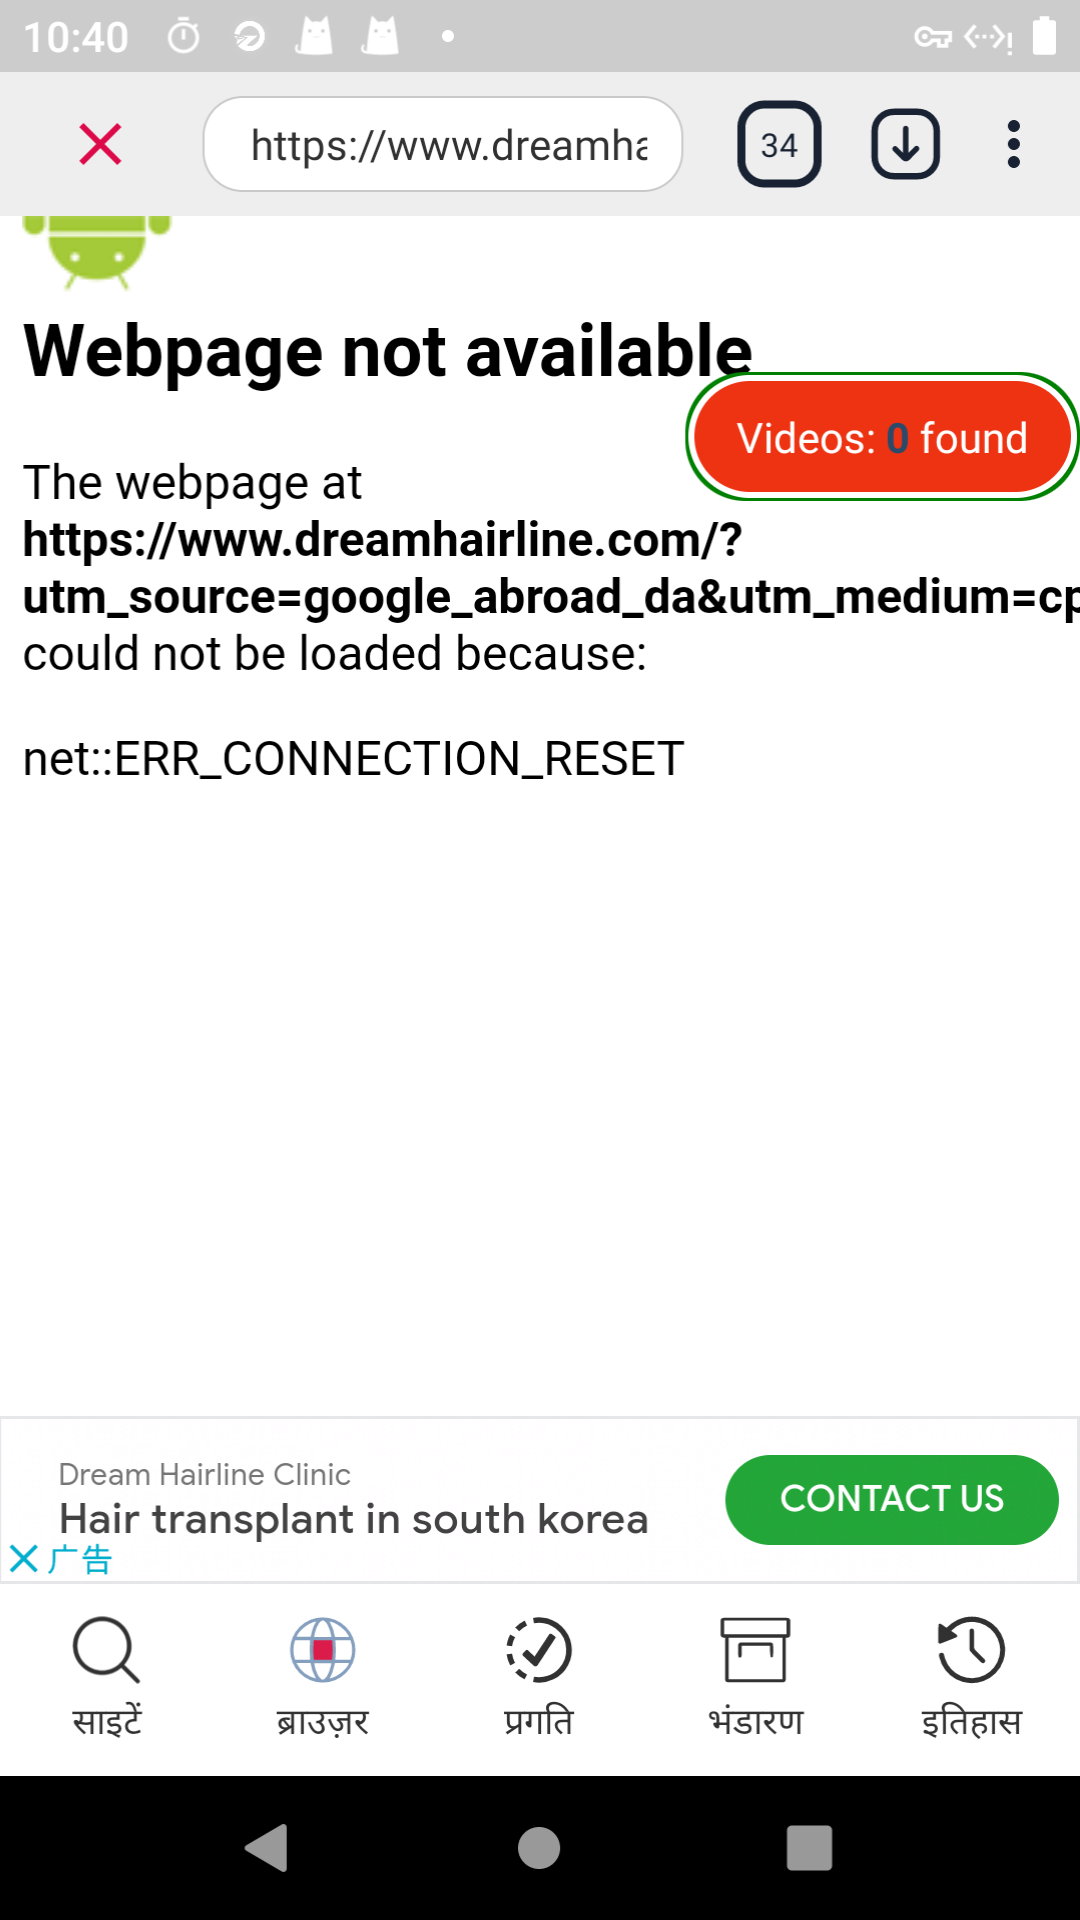 10:40
https://www.dreamha
34
Webpage not available
Videos: 0 found
The webpage at
https://www.dreamhairline.com/?
utm_source=google_abroad_da&utm_medium=cp
could not be loaded because:
net::ERR_CONNECTION_RESET
Dream Hairline Clinic
Hair transplant in south korea
CONTACT US
广告
साइटें
ब्राउज़र
प्रगति
भंडारण
इतिहास